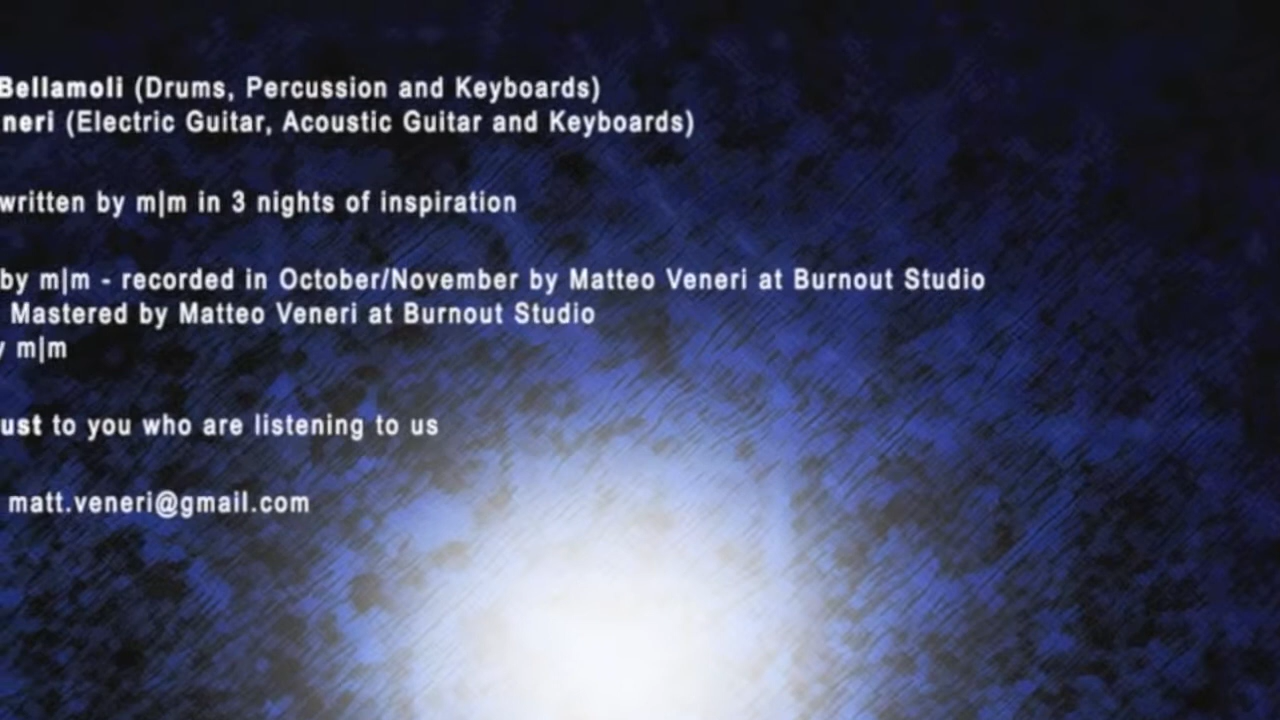 Bellamoli (Drums, Percussion and Keyboards)
neri (Electric Guitar, Acoustic Guitar and Keyboards)
written by m|m in 3 nights of inspiration
by m|m - recorded in October/November by Matteo Veneri at Burnout Studio
Mastered by Matteo Veneri at Burnout Studio
m|m
ust to you who are listening to us
matt.veneri@gmail.com